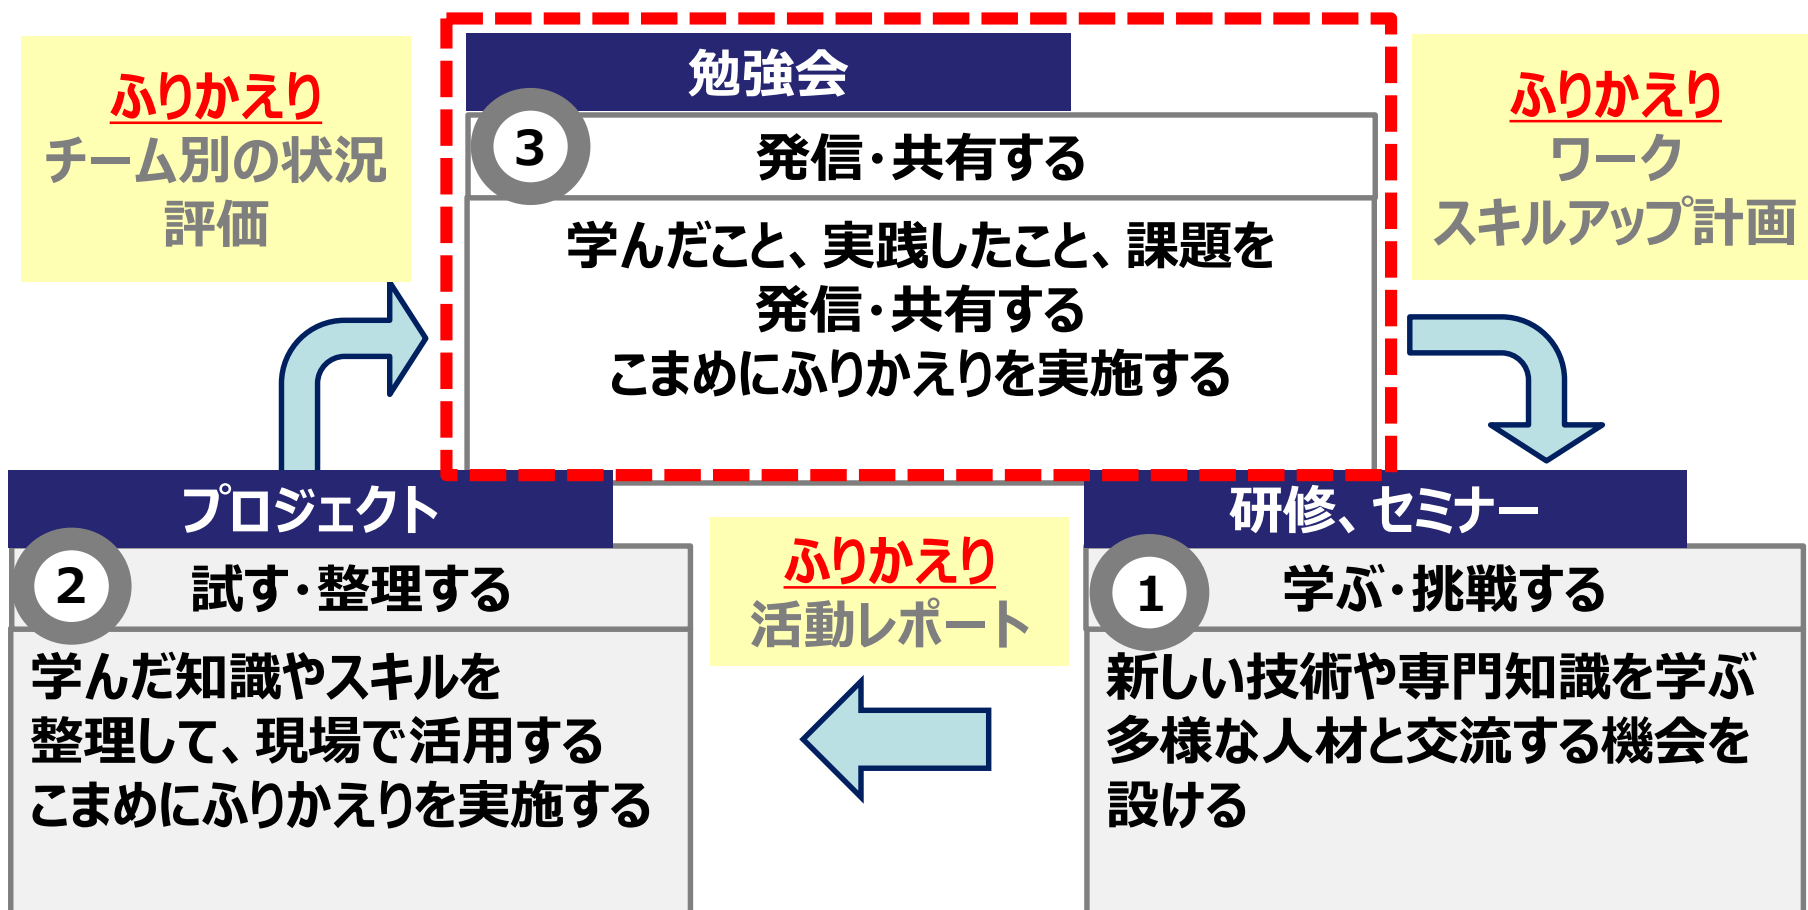 ふりかえり
チーム別の状況
評価
勉強会
3
発信・共有する
学んだこと、実践したこと、課題を
発信・共有する
こまめにふりかえりを実施する
ふりかえり
ワーク
スキルアップ計画
プロジェクト
2
試す・整理する
学んだ知識やスキルを
整理して、現場で活用する
こまめにふりかえりを実施する
ふりかえり
活動レポート
研修、セミナー
1
学ぶ・挑戦する
新しい技術や専門知識を学ぶ
多様な人材と交流する機会を
設ける